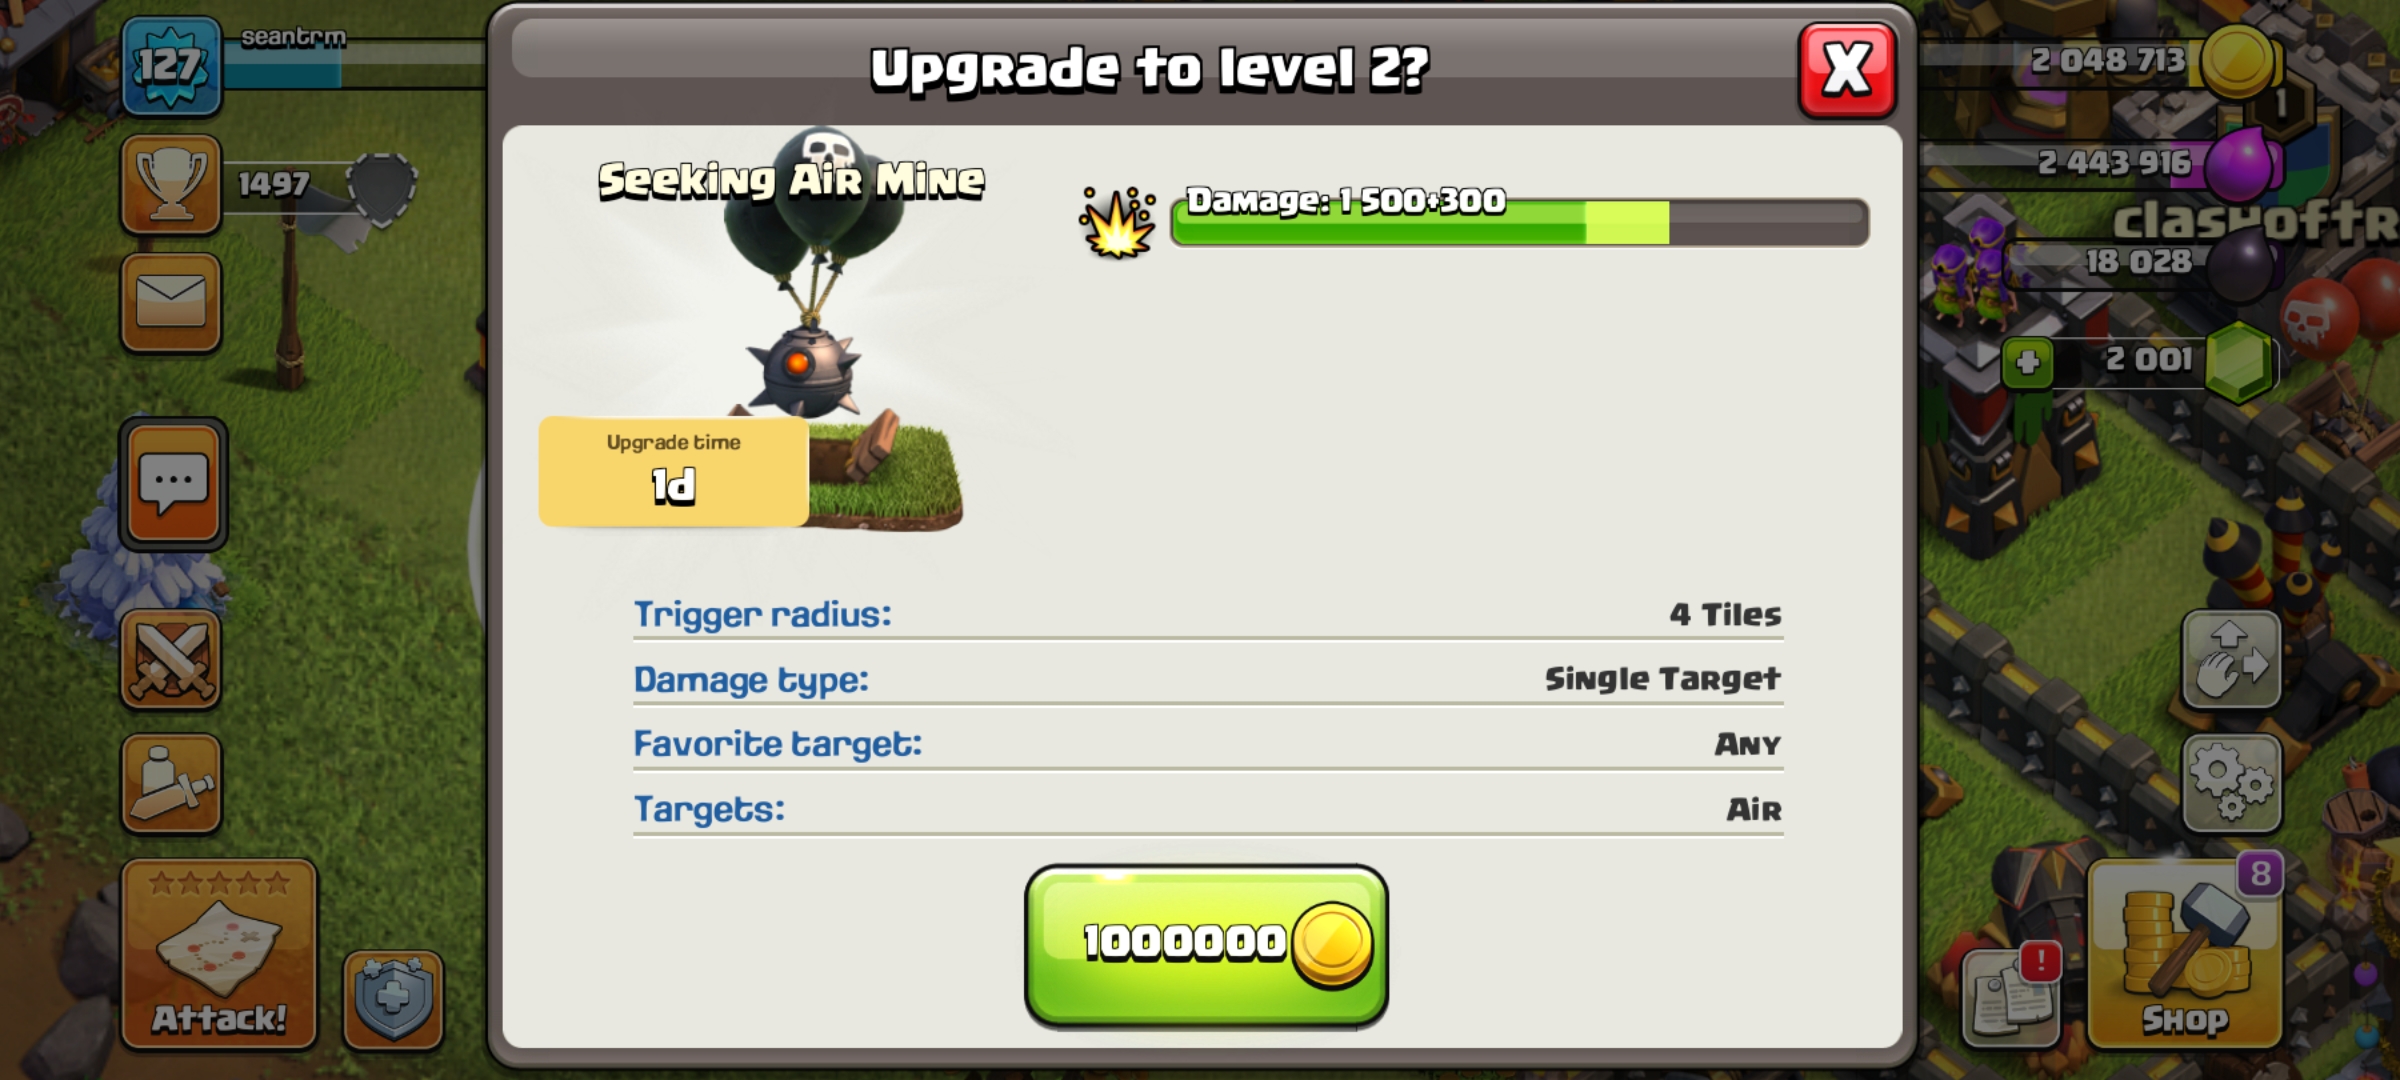 127
seantrm
1497
Attack!
Upgrade to level 2?
X
Seeking Air Mine
Damage: 1 500+300
Upgrade time
1d
Trigger radius: 4 Tiles
Damage type: Single Target
Favorite target: Any
Targets: Air
1000000
2 048 713
1
2 443 916
clashoftr
18 028
2 001
8
!
Shop